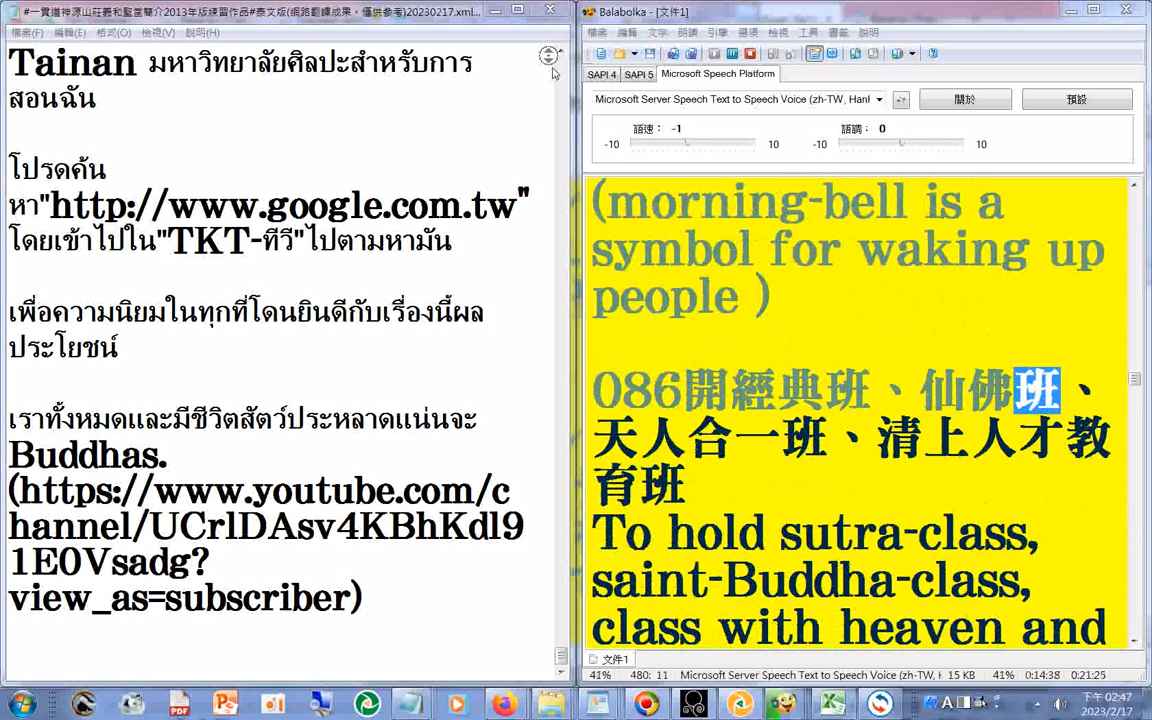 #一貫道神源山莊義和聖堂簡介2013年版練習作品#泰文版(網路翻譯成果，僅供參考)20230217.xml...
檔案(F) 編輯(E) 格式(O) 檢視(V) 說明(H)
Tainan มหาวิทยาลัยศิลปะสำหรับการ
สอนฉัน
โปรดค้น
หา"http://www.google.com.tw"
โดยเข้าไปใน"TKT-ทีวี"ไปตามหามัน
เพื่อความนิยมในทุกที่โดนยินดีกับเรื่องนี้ผล
ประโยชน์
เราทั้งหมดและมีชีวิตสัตว์ประหลาดแน่นจะ
Buddhas.
(https://www.youtube.com/c
hannel/UCrlDAsv4KBhKdl9
1E0Vsadg?
view_as=subscriber)
Balabolka - [文件1]
檔案 編輯 文字 朗讀 引擎 選項 檢視 工具 書籤 說明
SAPI 4 SAPI 5 Microsoft Speech Platform
Microsoft Server Speech Text to Speech Voice (zh-TW, Hanl
關於 預設
語速： -1 語調： 0
-10 10 -10 10
(morning-bell is a
symbol for waking up
people )
086開經典班、仙佛班、
天人合一班、清上人才教
育班
To hold sutra-class,
saint-Buddha-class,
class with heaven and
文件1
41% 480: 11 Microsoft Server Speech Text to Speech Voice (zh-TW, H 15 KB 41% 0:14:38 0:21:25
下午 02:47
2023/2/17